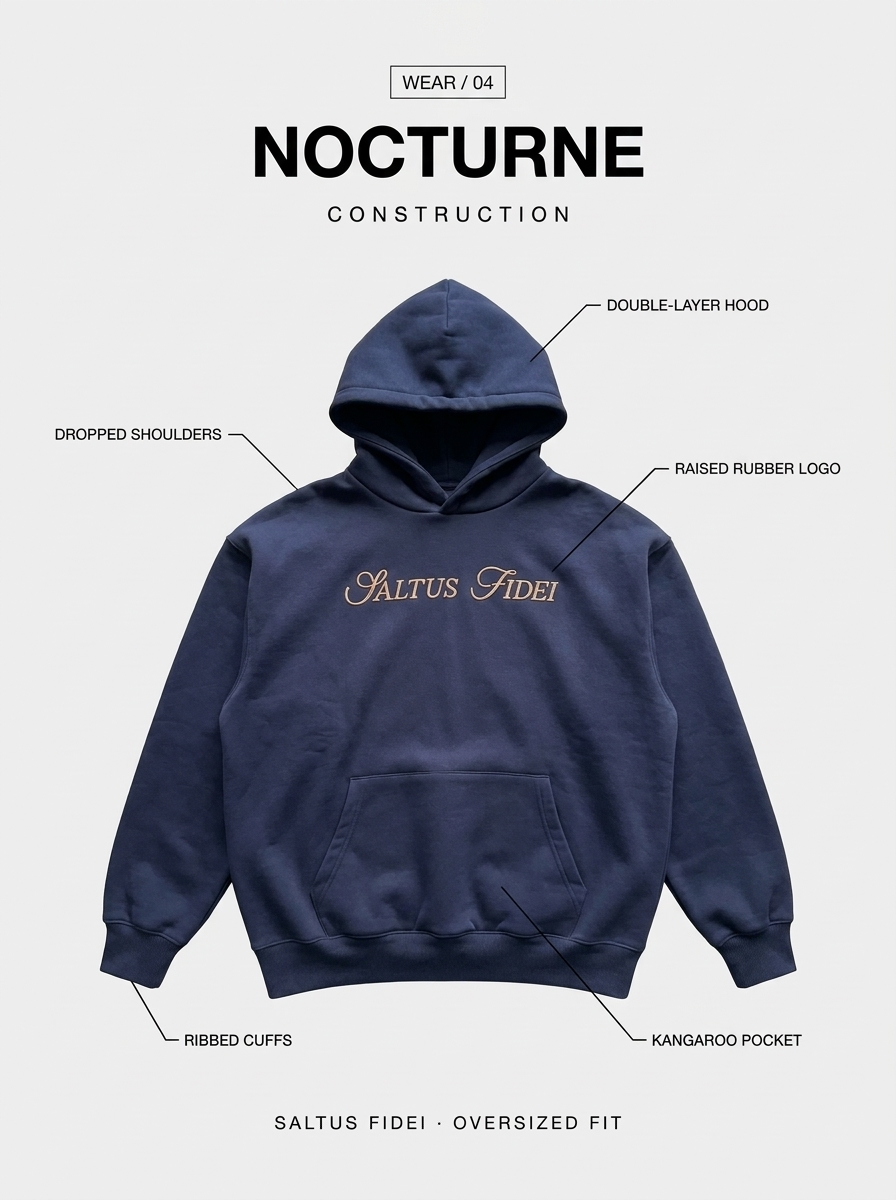 WEAR / 04
NOCTURNE
CONSTRUCTION
DOUBLE-LAYER HOOD
DROPPED SHOULDERS
RAISED RUBBER LOGO
SALTUS FIDEI
RIBBED CUFFS
KANGAROO POCKET
SALTUS FIDEI · OVERSIZED FIT